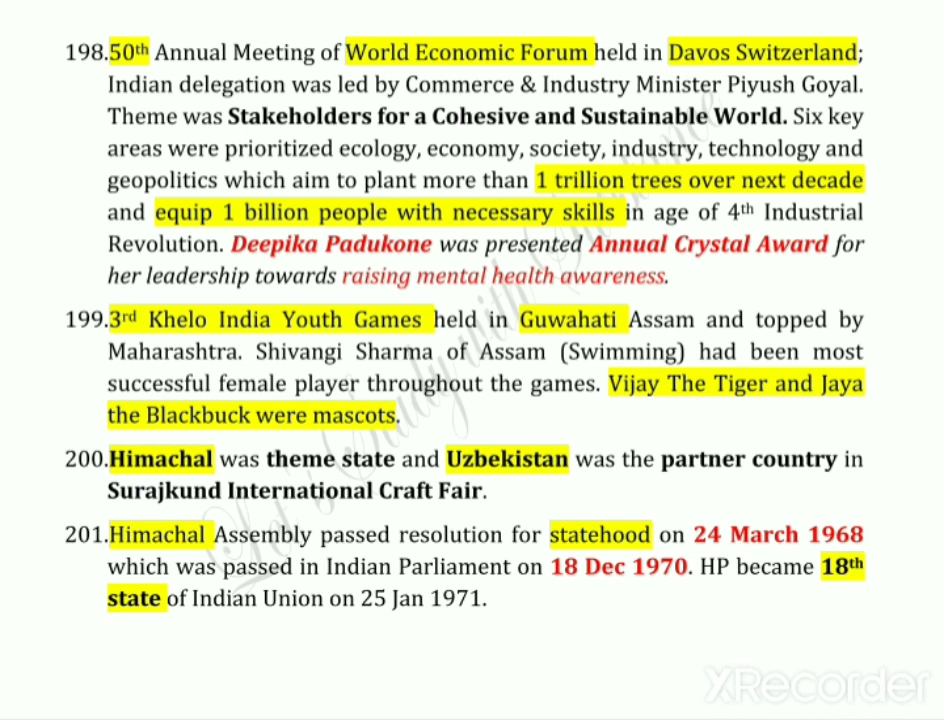 198.50th Annual Meeting of World Economic Forum held in Davos Switzerland;
Indian delegation was led by Commerce & Industry Minister Piyush Goyal.
Theme was Stakeholders for a Cohesive and Sustainable World. Six key
areas were prioritized ecology, economy, society, industry, technology and
geopolitics which aim to plant more than 1 trillion trees over next decade
and equip 1 billion people with necessary skills in age of 4th Industrial
Revolution. Deepika Padukone was presented Annual Crystal Award for
her leadership towards raising mental health awareness.
199.3rd Khelo India Youth Games held in Guwahati Assam and topped by
Maharashtra. Shivangi Sharma of Assam (Swimming) had been most
successful female player throughout the games. Vijay The Tiger and Jaya
the Blackbuck were mascots.
200.Himachal was theme state and Uzbekistan was the partner country in
Surajkund International Craft Fair.
201.Himachal Assembly passed resolution for statehood on 24 March 1968
which was passed in Indian Parliament on 18 Dec 1970. HP became 18th
state of Indian Union on 25 Jan 1971.
Let's Study with
XRecorder